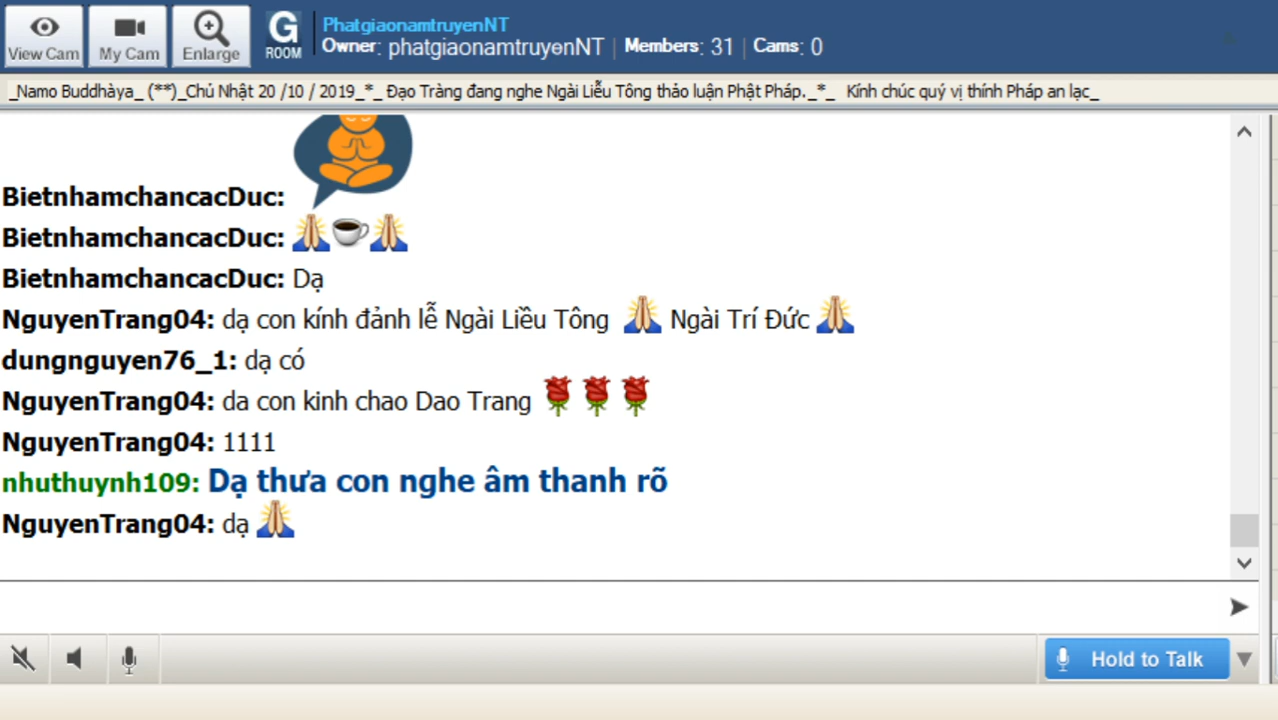 View Cam
My Cam
Enlarge
G
ROOM
PhatgiaonamtruyenNT
Owner: phatgiaonamtruyenNT | Members: 31 | Cams: 0
_Namo Buddhàya_ (**)_Chủ Nhật 20 /10 / 2019_*_ Đạo Tràng đang nghe Ngài Liễu Tông thảo luận Phật Pháp._*_ Kính chúc quý vị thính Pháp an lạc_
BietnhamchancacDuc:
BietnhamchancacDuc: 🙏☕🙏
BietnhamchancacDuc: Dạ
NguyenTrang04: dạ con kính đảnh lễ Ngài Liều Tông 🙏 Ngài Trí Đức 🙏
dungnguyen76_1: dạ có
NguyenTrang04: da con kinh chao Dao Trang 🌹🌹🌹
NguyenTrang04: 1111
nhuthuynh109: Dạ thưa con nghe âm thanh rõ
NguyenTrang04: dạ 🙏
Hold to Talk